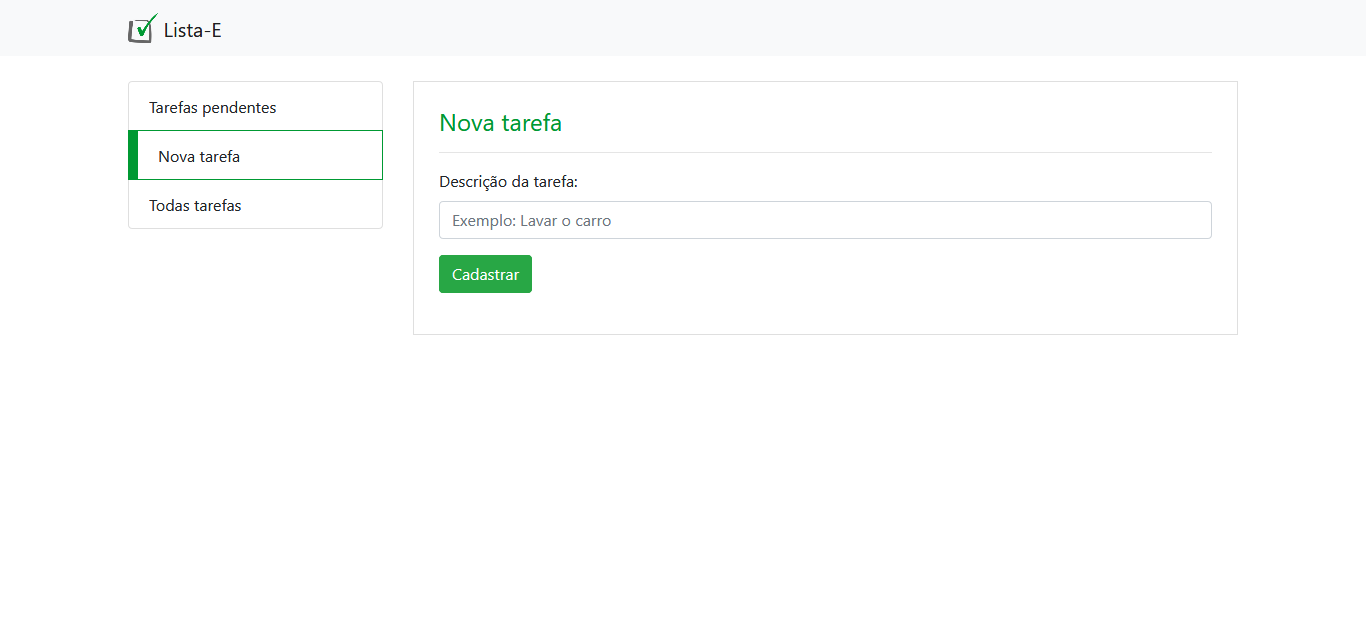 Lista-E
Tarefas pendentes
Nova tarefa
Todas tarefas
Nova tarefa
Descrição da tarefa:
Exemplo: Lavar o carro
Cadastrar